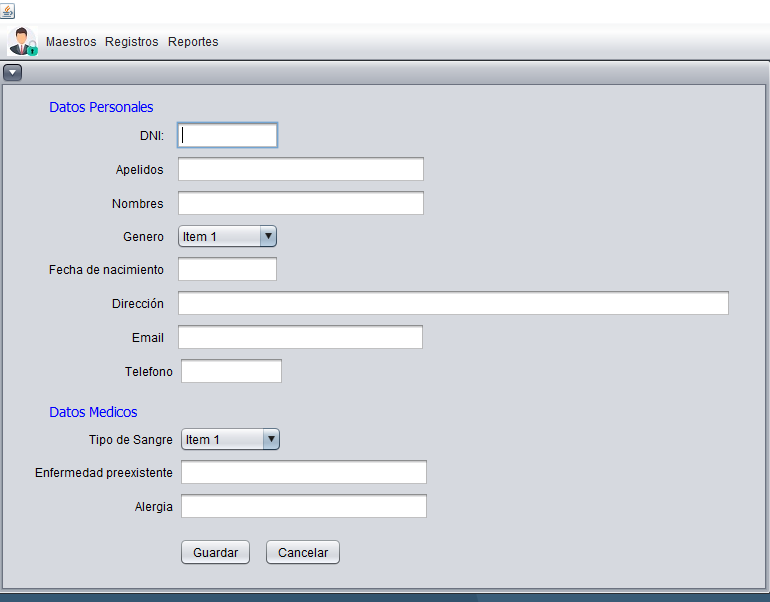 Maestros Registros Reportes
Datos Personales
DNI:
Apelidos
Nombres
Genero Item 1
Fecha de nacimiento
Dirección
Email
Telefono
Datos Medicos
Tipo de Sangre Item 1
Enfermedad preexistente
Alergia
Guardar Cancelar